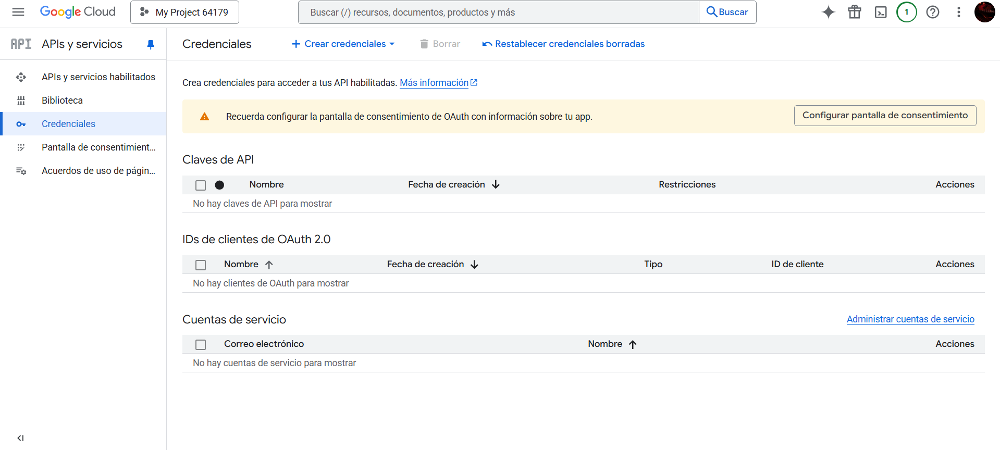 Google Cloud
My Project 64179
Buscar (/) recursos, documentos, productos y más
Buscar
1
API
APIs y servicios
Credenciales
Crear credenciales
Borrar
Restablecer credenciales borradas
APIs y servicios habilitados
Biblioteca
Credenciales
Pantalla de consentimient...
Acuerdos de uso de págin...
Crea credenciales para acceder a tus API habilitadas. Más información
Recuerda configurar la pantalla de consentimiento de OAuth con información sobre tu app.
Configurar pantalla de consentimiento
Claves de API
Nombre Fecha de creación Restricciones Acciones
No hay claves de API para mostrar
IDs de clientes de OAuth 2.0
Nombre Fecha de creación Tipo ID de cliente Acciones
No hay clientes de OAuth para mostrar
Cuentas de servicio
Administrar cuentas de servicio
Correo electrónico Nombre Acciones
No hay cuentas de servicio para mostrar